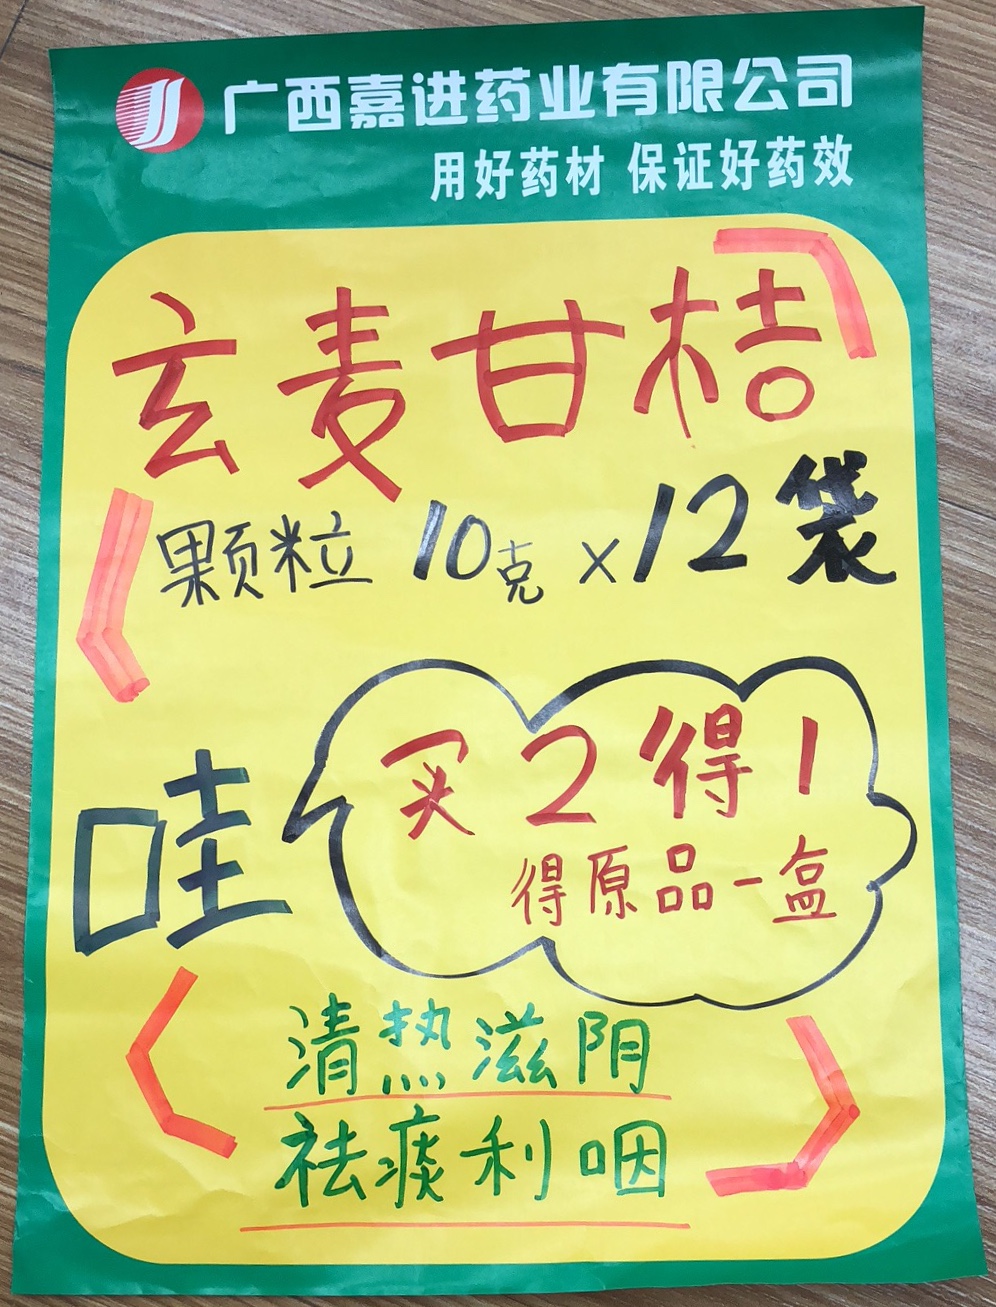 广西嘉进药业有限公司
用好药材 保证好药效
玄麦甘桔
颗粒 10克×12袋
哇
买2得1
得原品一盒
清热滋阴
祛痰利咽